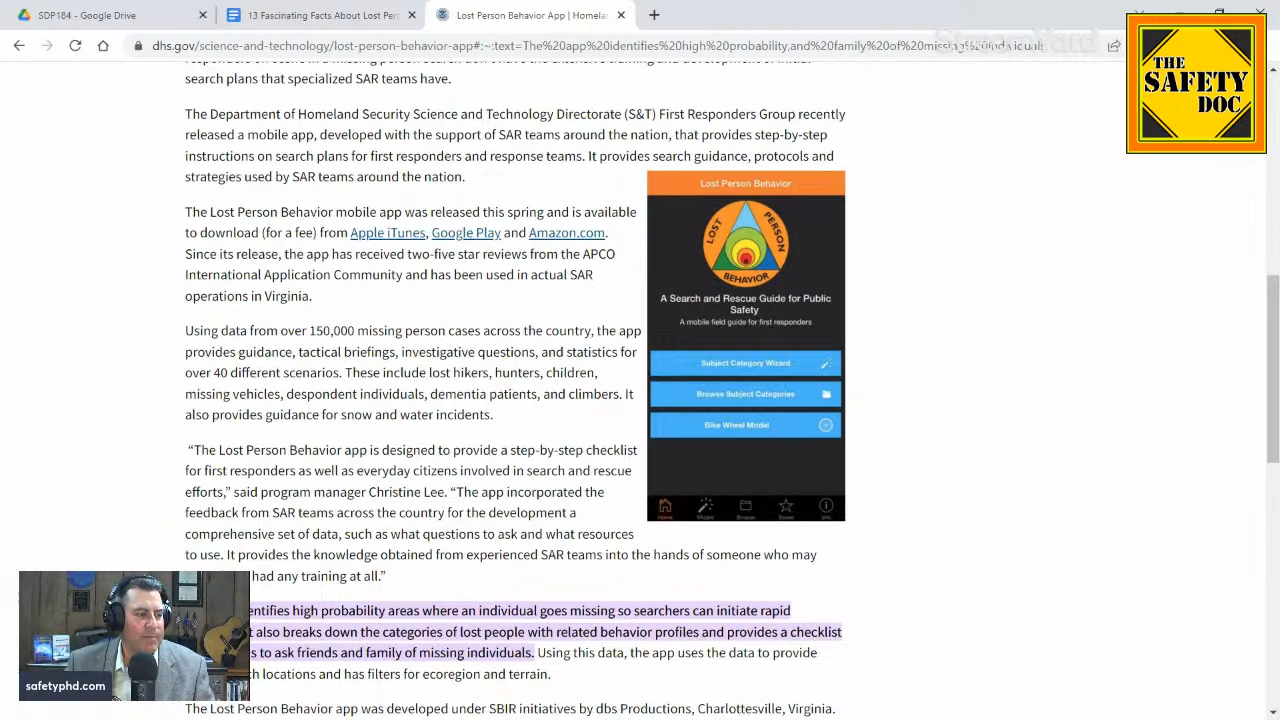 SDP184 - Google Drive
13 Fascinating Facts About Lost Per
Lost Person Behavior App | Homela
dhs.gov/science-and-technology/lost-person-behavior-app#:~:text=The%20app%20identifies%20high%20probability,and%20family%20of%20missing%20individuals
THE
SAFETY
DOC
search plans that specialized SAR teams have.
The Department of Homeland Security Science and Technology Directorate (S&T) First Responders Group recently
released a mobile app, developed with the support of SAR teams around the nation, that provides step-by-step
instructions on search plans for first responders and response teams. It provides search guidance, protocols and
strategies used by SAR teams around the nation.
The Lost Person Behavior mobile app was released this spring and is available
to download (for a fee) from Apple iTunes, Google Play and Amazon.com.
Since its release, the app has received two-five star reviews from the APCO
International Application Community and has been used in actual SAR
operations in Virginia.
Using data from over 150,000 missing person cases across the country, the app
provides guidance, tactical briefings, investigative questions, and statistics for
over 40 different scenarios. These include lost hikers, hunters, children,
missing vehicles, despondent individuals, dementia patients, and climbers. It
also provides guidance for snow and water incidents.
“The Lost Person Behavior app is designed to provide a step-by-step checklist
for first responders as well as everyday citizens involved in search and rescue
efforts,” said program manager Christine Lee. “The app incorporated the
feedback from SAR teams across the country for the development a
comprehensive set of data, such as what questions to ask and what resources
to use. It provides the knowledge obtained from experienced SAR teams into the hands of someone who may
had any training at all.”
entifies high probability areas where an individual goes missing so searchers can initiate rapid
also breaks down the categories of lost people with related behavior profiles and provides a checklist
s to ask friends and family of missing individuals. Using this data, the app uses the data to provide
h locations and has filters for ecoregion and terrain.
The Lost Person Behavior app was developed under SBIR initiatives by dbs Productions, Charlottesville, Virginia.
Lost Person Behavior
LOST
PERSON
BEHAVIOR
A Search and Rescue Guide for Public
Safety
A mobile field guide for first responders
Subject Category Wizard
Browse Subject Categories
Bike Wheel Model
Home
Wizard
Browse
Info
safetyphd.com